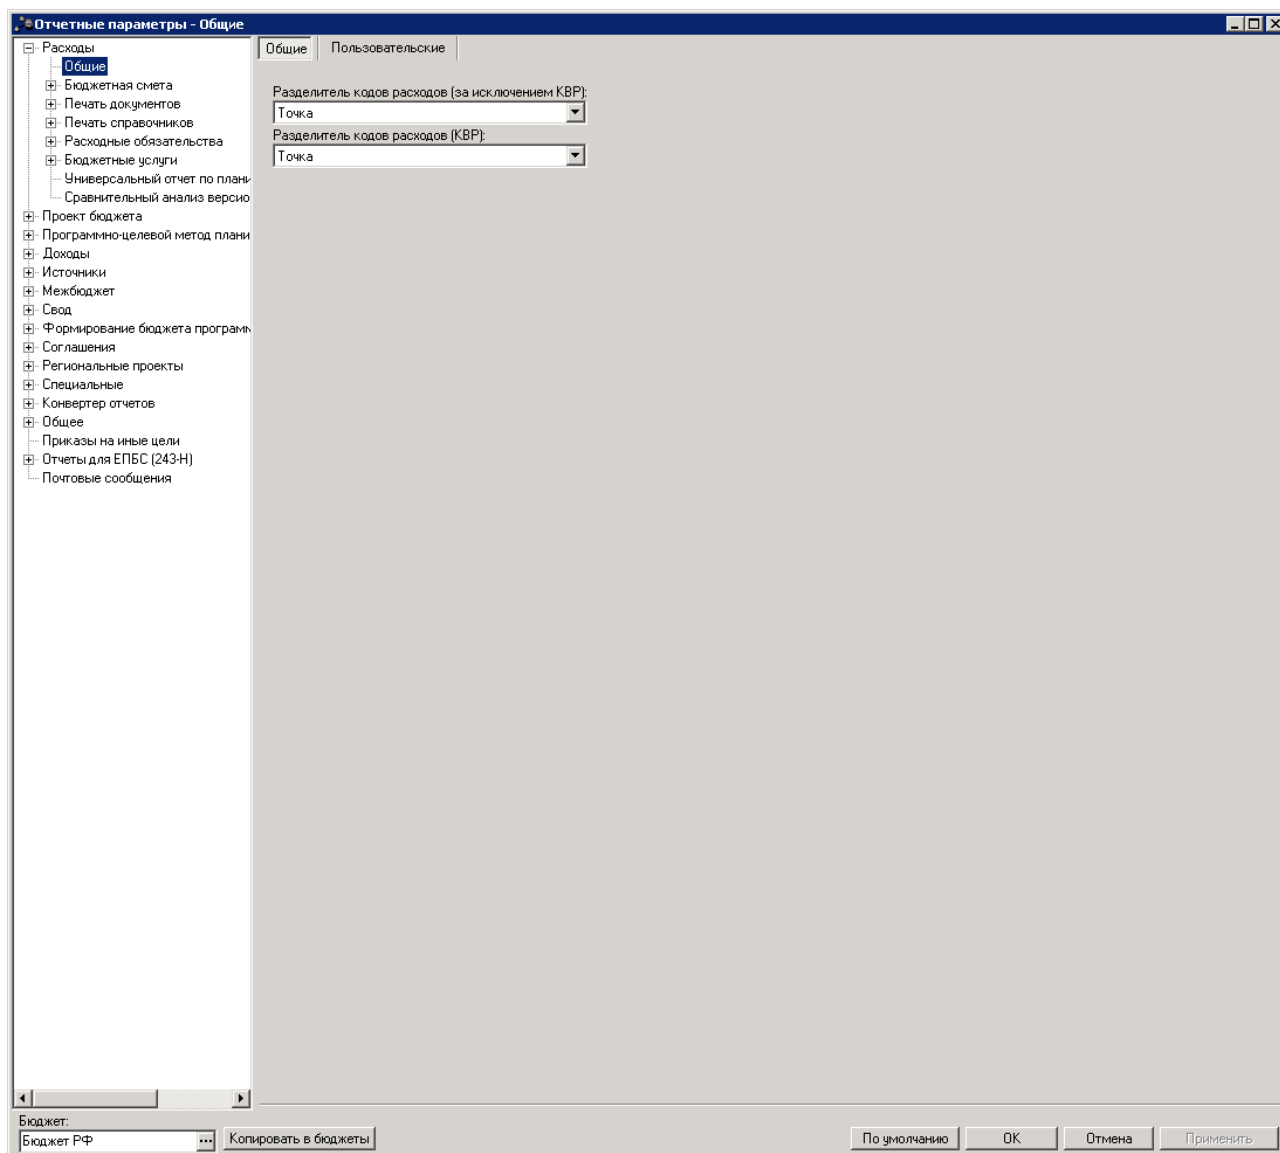 Отчетные параметры - Общие
Расходы
Общие
Бюджетная смета
Печать документов
Печать справочников
Расходные обязательства
Бюджетные услуги
Универсальный отчет по плани
Сравнительный анализ версио
Проект бюджета
Программно-целевой метод плани
Доходы
Источники
Межбюджет
Свод
Формирование бюджета програм
Соглашения
Региональные проекты
Специальные
Конвертер отчетов
Общее
Приказы на иные цели
Отчеты для ЕПБС (243-Н)
Почтовые сообщения
Общие Пользовательские
Разделитель кодов расходов (за исключением КВР):
Точка
Разделитель кодов расходов (КВР):
Точка
Бюджет:
Бюджет РФ ... Копировать в бюджеты По умолчанию OK Отмена Применить